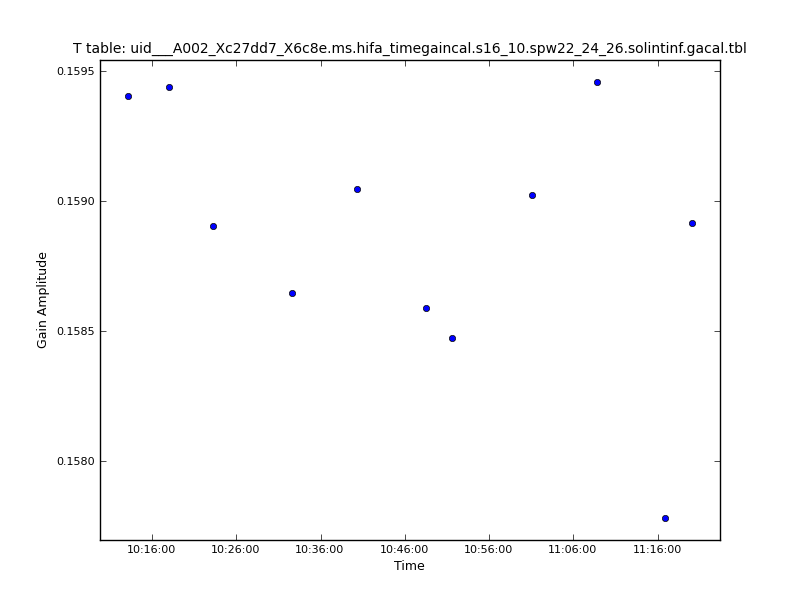 T table: uid___A002_Xc27dd7_X6c8e.ms.hifa_timegaincal.s16_10.spw22_24_26.solintinf.gacal.tbl
0.1595
0.1590
0.1585
0.1580
Gain Amplitude
10:16:00 10:26:00 10:36:00 10:46:00 10:56:00 11:06:00 11:16:00
Time